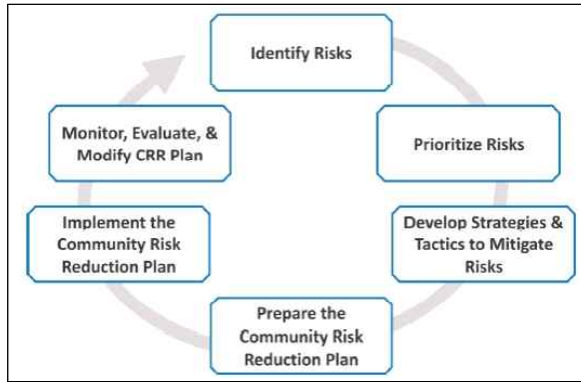 Identify Risks
Prioritize Risks
Develop Strategies &
Tactics to Mitigate
Risks
Prepare the
Community Risk
Reduction Plan
Implement the
Community Risk
Reduction Plan
Monitor, Evaluate, &
Modify CRR Plan